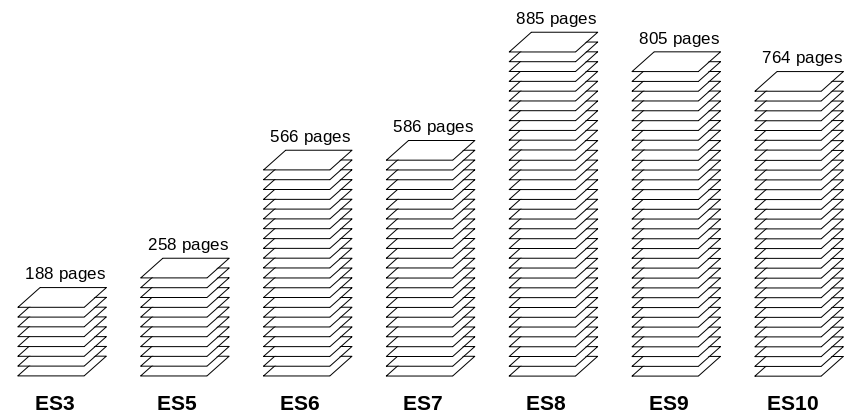 188 pages
258 pages
566 pages
586 pages
885 pages
805 pages
764 pages
ES3
ES5
ES6
ES7
ES8
ES9
ES10